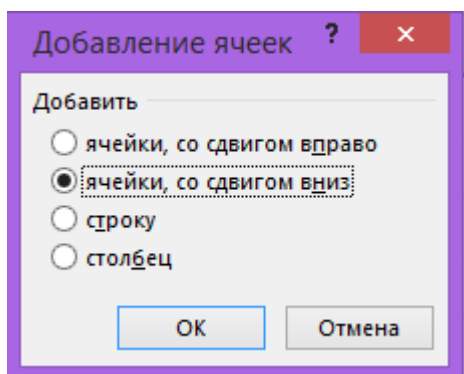 Добавление ячеек ? ×
Добавить
ячейки, со сдвигом вправо
ячейки, со сдвигом вниз
строку
столбец
ОК Отмена